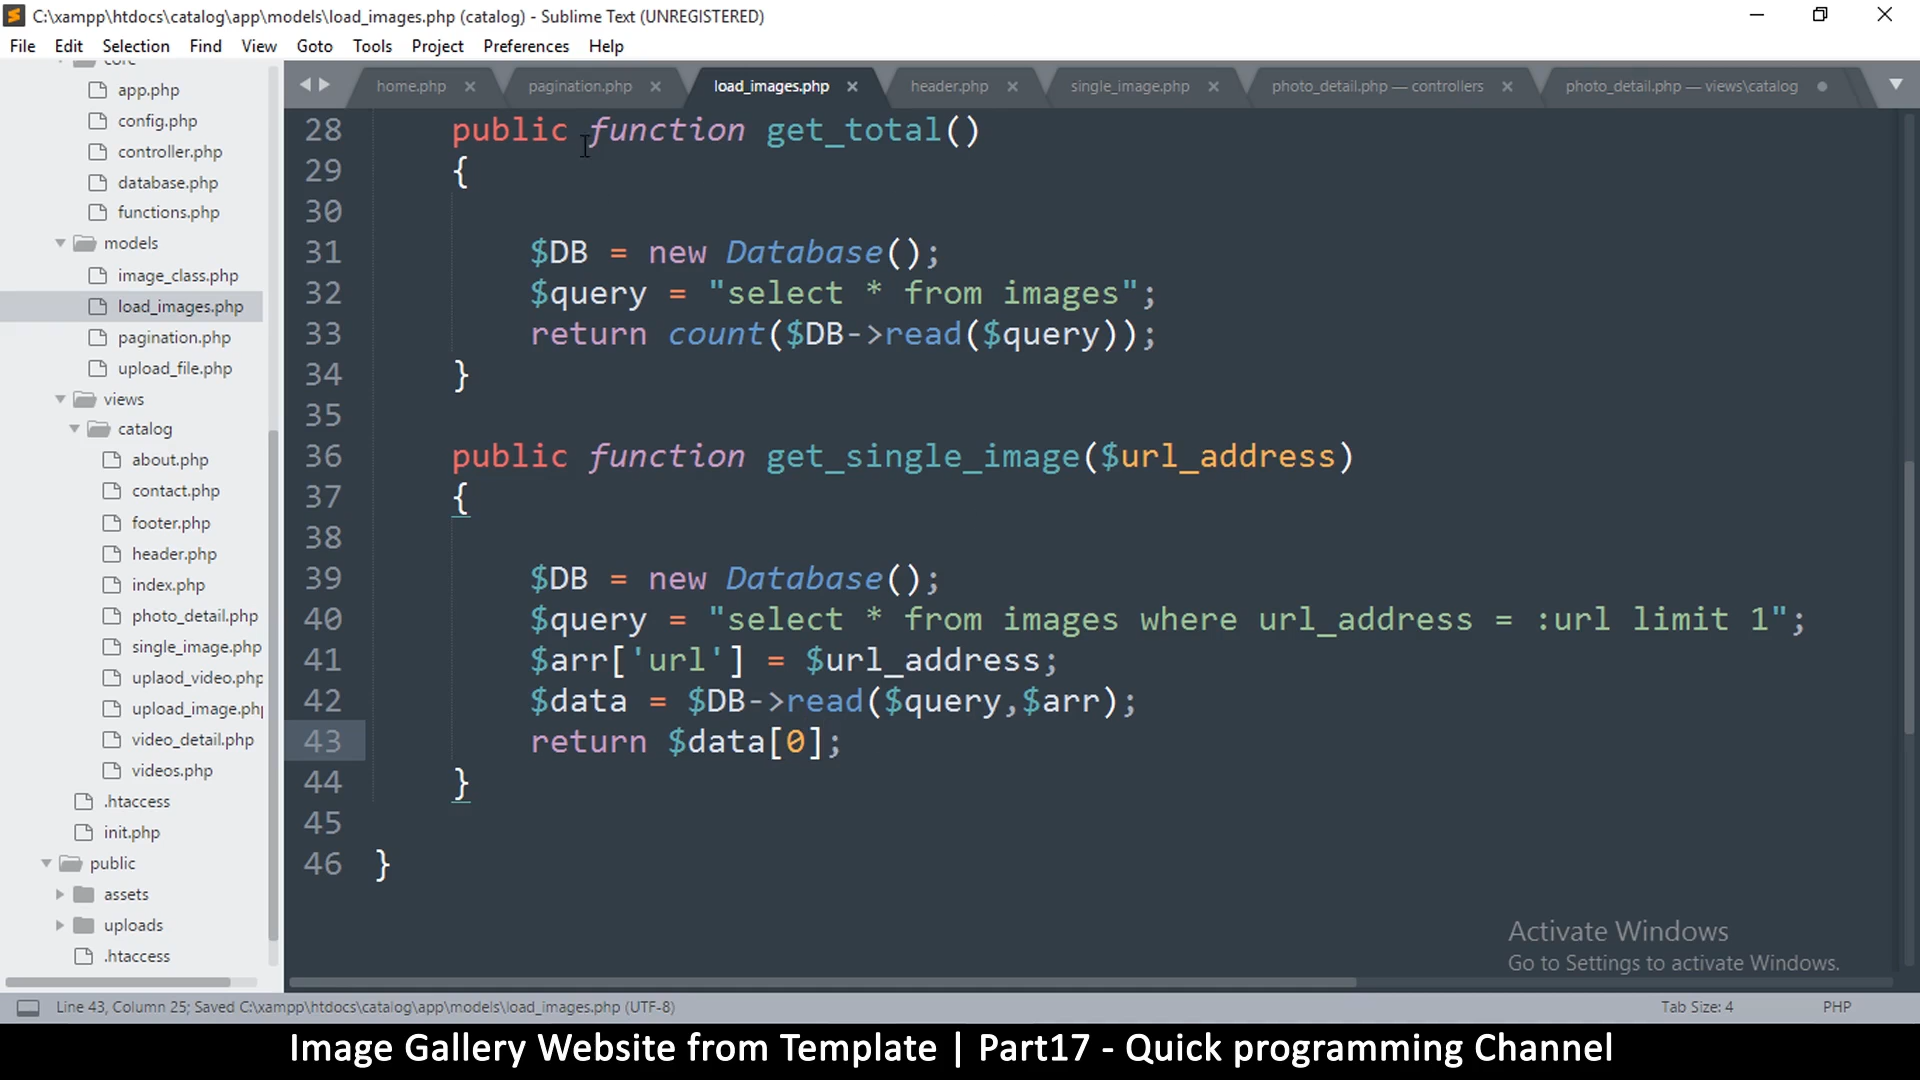 C:\xampp\htdocs\catalog\app\models\load_images.php (catalog) - Sublime Text (UNREGISTERED)
File Edit Selection Find View Goto Tools Project Preferences Help
home.php pagination.php load_images.php header.php single_image.php photo_detail.php — controllers photo_detail.php — views\catalog
core
app.php
config.php
controller.php
database.php
functions.php
models
image_class.php
load_images.php
pagination.php
upload_file.php
views
catalog
about.php
contact.php
footer.php
header.php
index.php
photo_detail.php
single_image.php
uplaod_video.php
upload_image.ph
video_detail.php
videos.php
.htaccess
init.php
public
assets
uploads
.htaccess
28 public function get_total()
29 {
30
31 $DB = new Database();
32 $query = "select * from images";
33 return count($DB->read($query));
34 }
35
36 public function get_single_image($url_address)
37 {
38
39 $DB = new Database();
40 $query = "select * from images where url_address = :url limit 1";
41 $arr['url'] = $url_address;
42 $data = $DB->read($query,$arr);
43 return $data[0];
44 }
45
46 }
Activate Windows
Go to Settings to activate Windows.
Line 43, Column 25; Saved C:\xampp\htdocs\catalog\app\models\load_images.php (UTF-8) Tab Size: 4 PHP
Image Gallery Website from Template | Part17 - Quick programming Channel